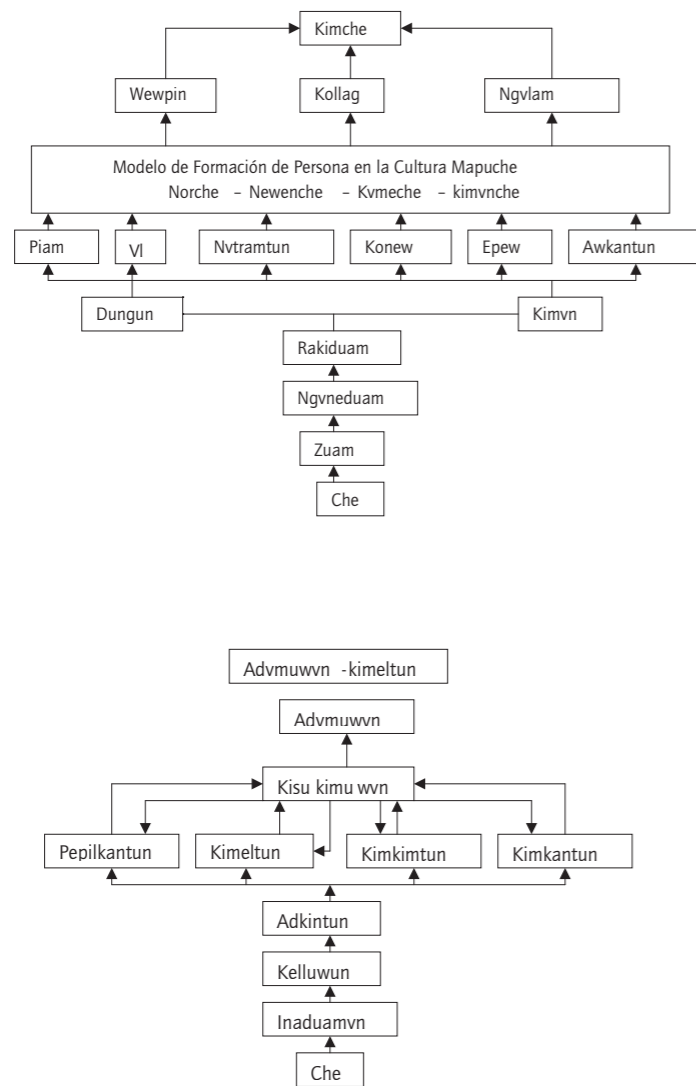 Kimche
Wewpin
Kollag
Ngvlam
Modelo de Formación de Persona en la Cultura Mapuche
Norche – Newenche – Kvmeche – kimvnche
Piam
Vl
Nvtramtun
Konew
Epew
Awkantun
Dungun
Kimvn
Rakiduam
Ngvneduam
Zuam
Che
Advmuwvn -kimeltun
Advmuwvn
Kisu kimu wvn
Pepilkantun
Kimeltun
Kimkimtun
Kimkantun
Adkintun
Kelluwun
Inaduamvn
Che